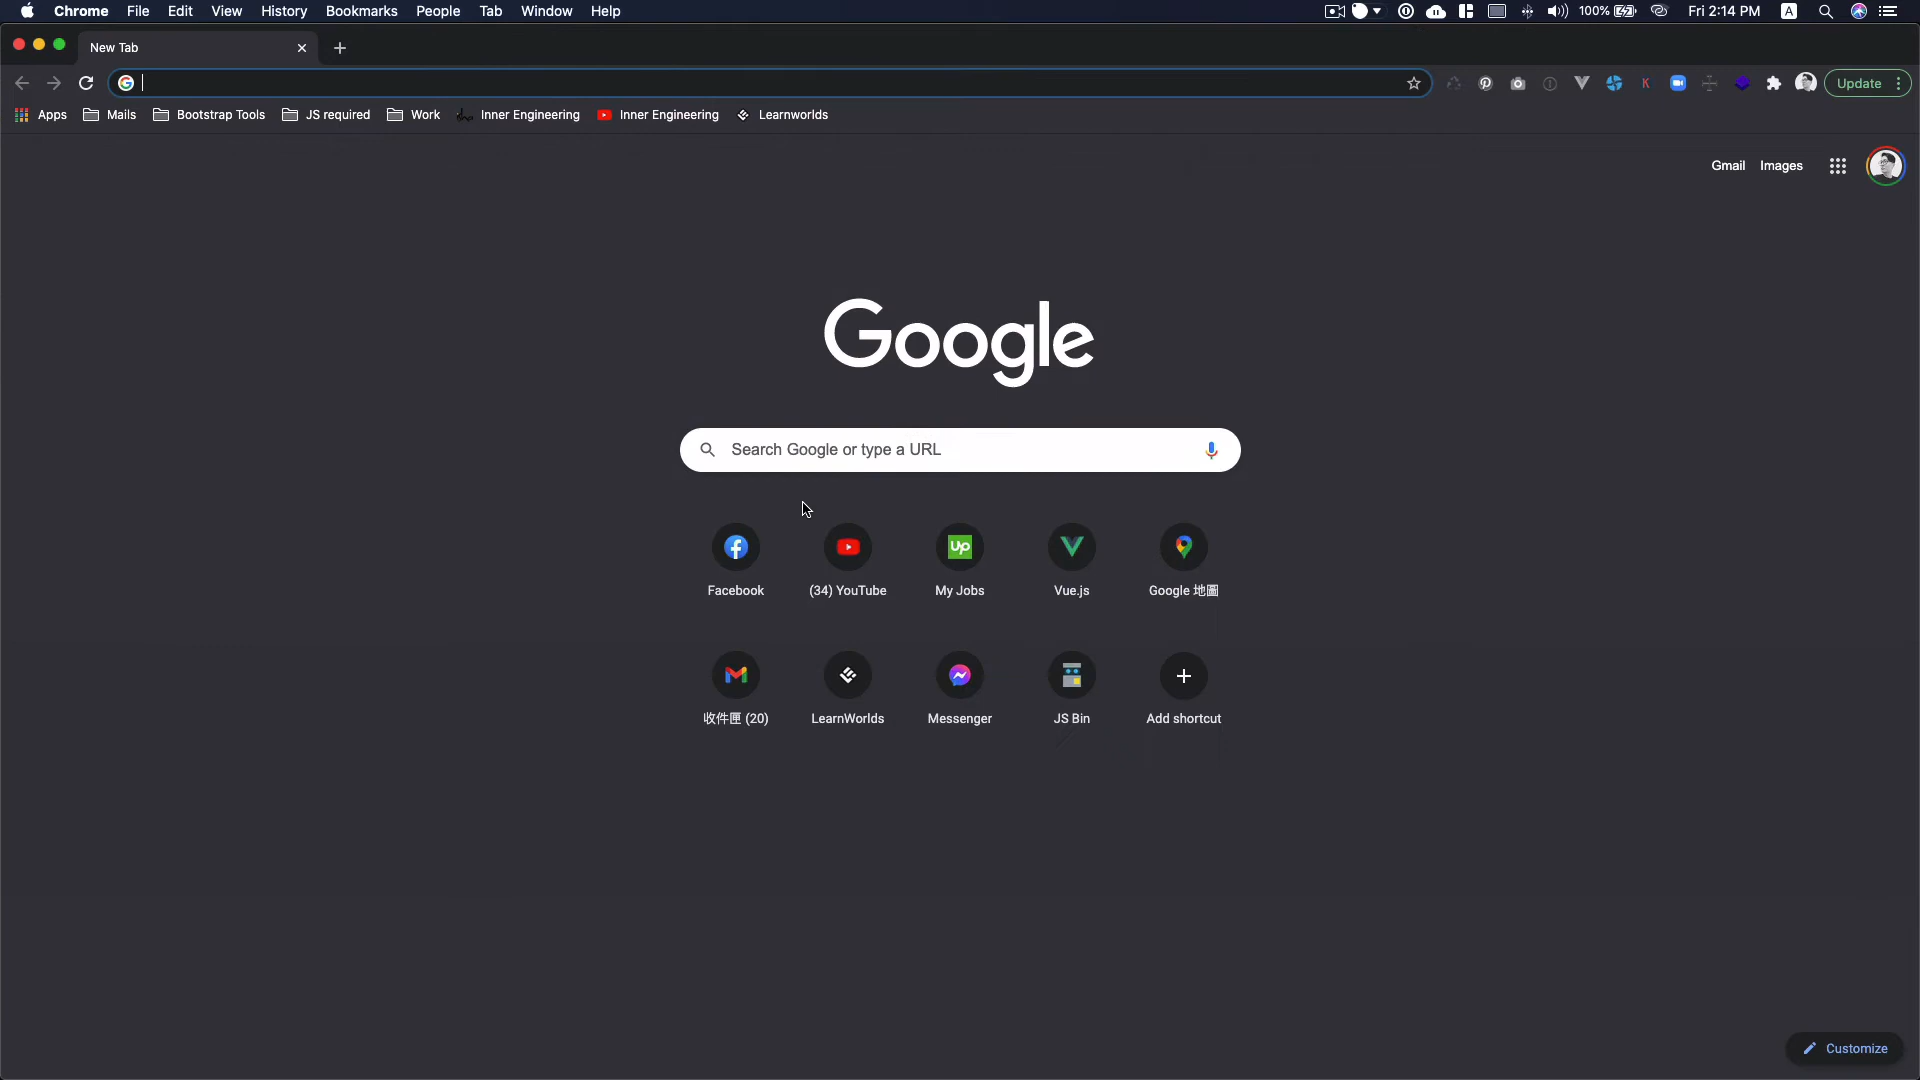 Chrome File Edit View History Bookmarks People Tab Window Help 100% Fri 2:14 PM A
New Tab
Update
Apps Mails Bootstrap Tools JS required Work Inner Engineering Inner Engineering Learnworlds
Gmail Images
Google
Search Google or type a URL
Up
Facebook (34) YouTube My Jobs Vue.js Google 地圖
收件匣 (20) LearnWorlds Messenger JS Bin Add shortcut
Customize